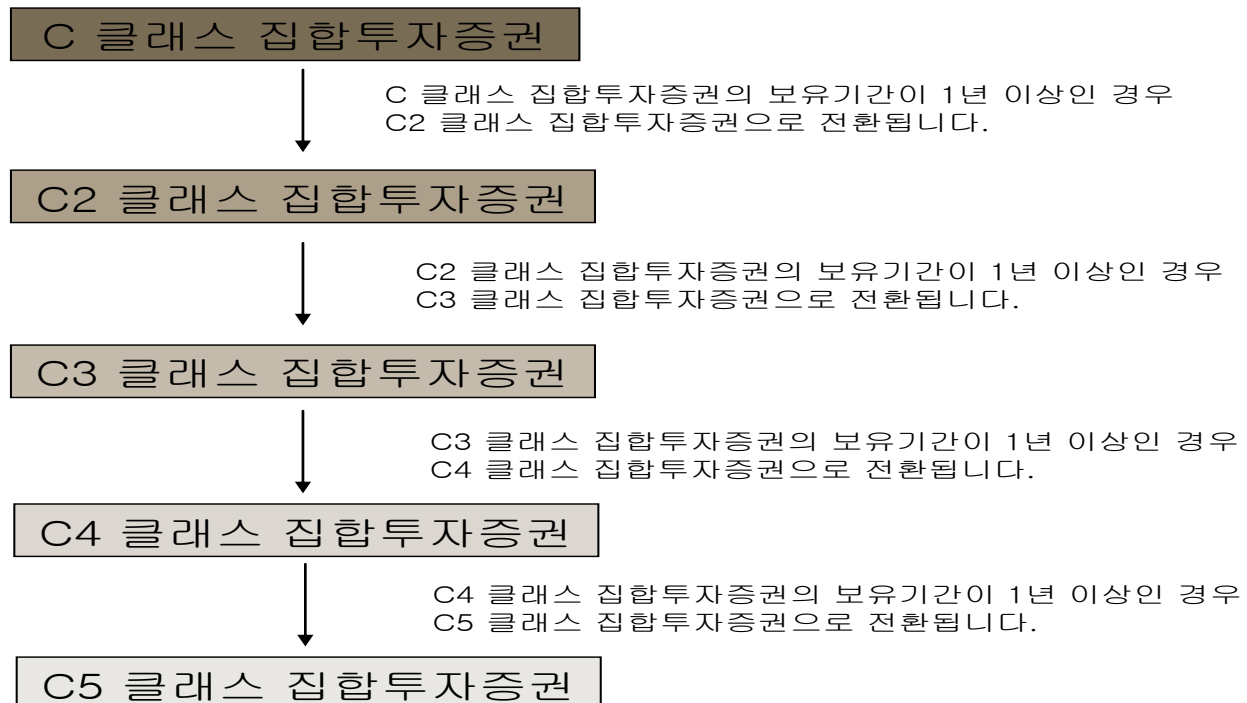 C 클래스 집합투자증권
C 클래스 집합투자증권의 보유기간이 1년 이상인 경우
C2 클래스 집합투자증권으로 전환됩니다.
C2 클래스 집합투자증권
C2 클래스 집합투자증권의 보유기간이 1년 이상인 경우
C3 클래스 집합투자증권으로 전환됩니다.
C3 클래스 집합투자증권
C3 클래스 집합투자증권의 보유기간이 1년 이상인 경우
C4 클래스 집합투자증권으로 전환됩니다.
C4 클래스 집합투자증권
C4 클래스 집합투자증권의 보유기간이 1년 이상인 경우
C5 클래스 집합투자증권으로 전환됩니다.
C5 클래스 집합투자증권